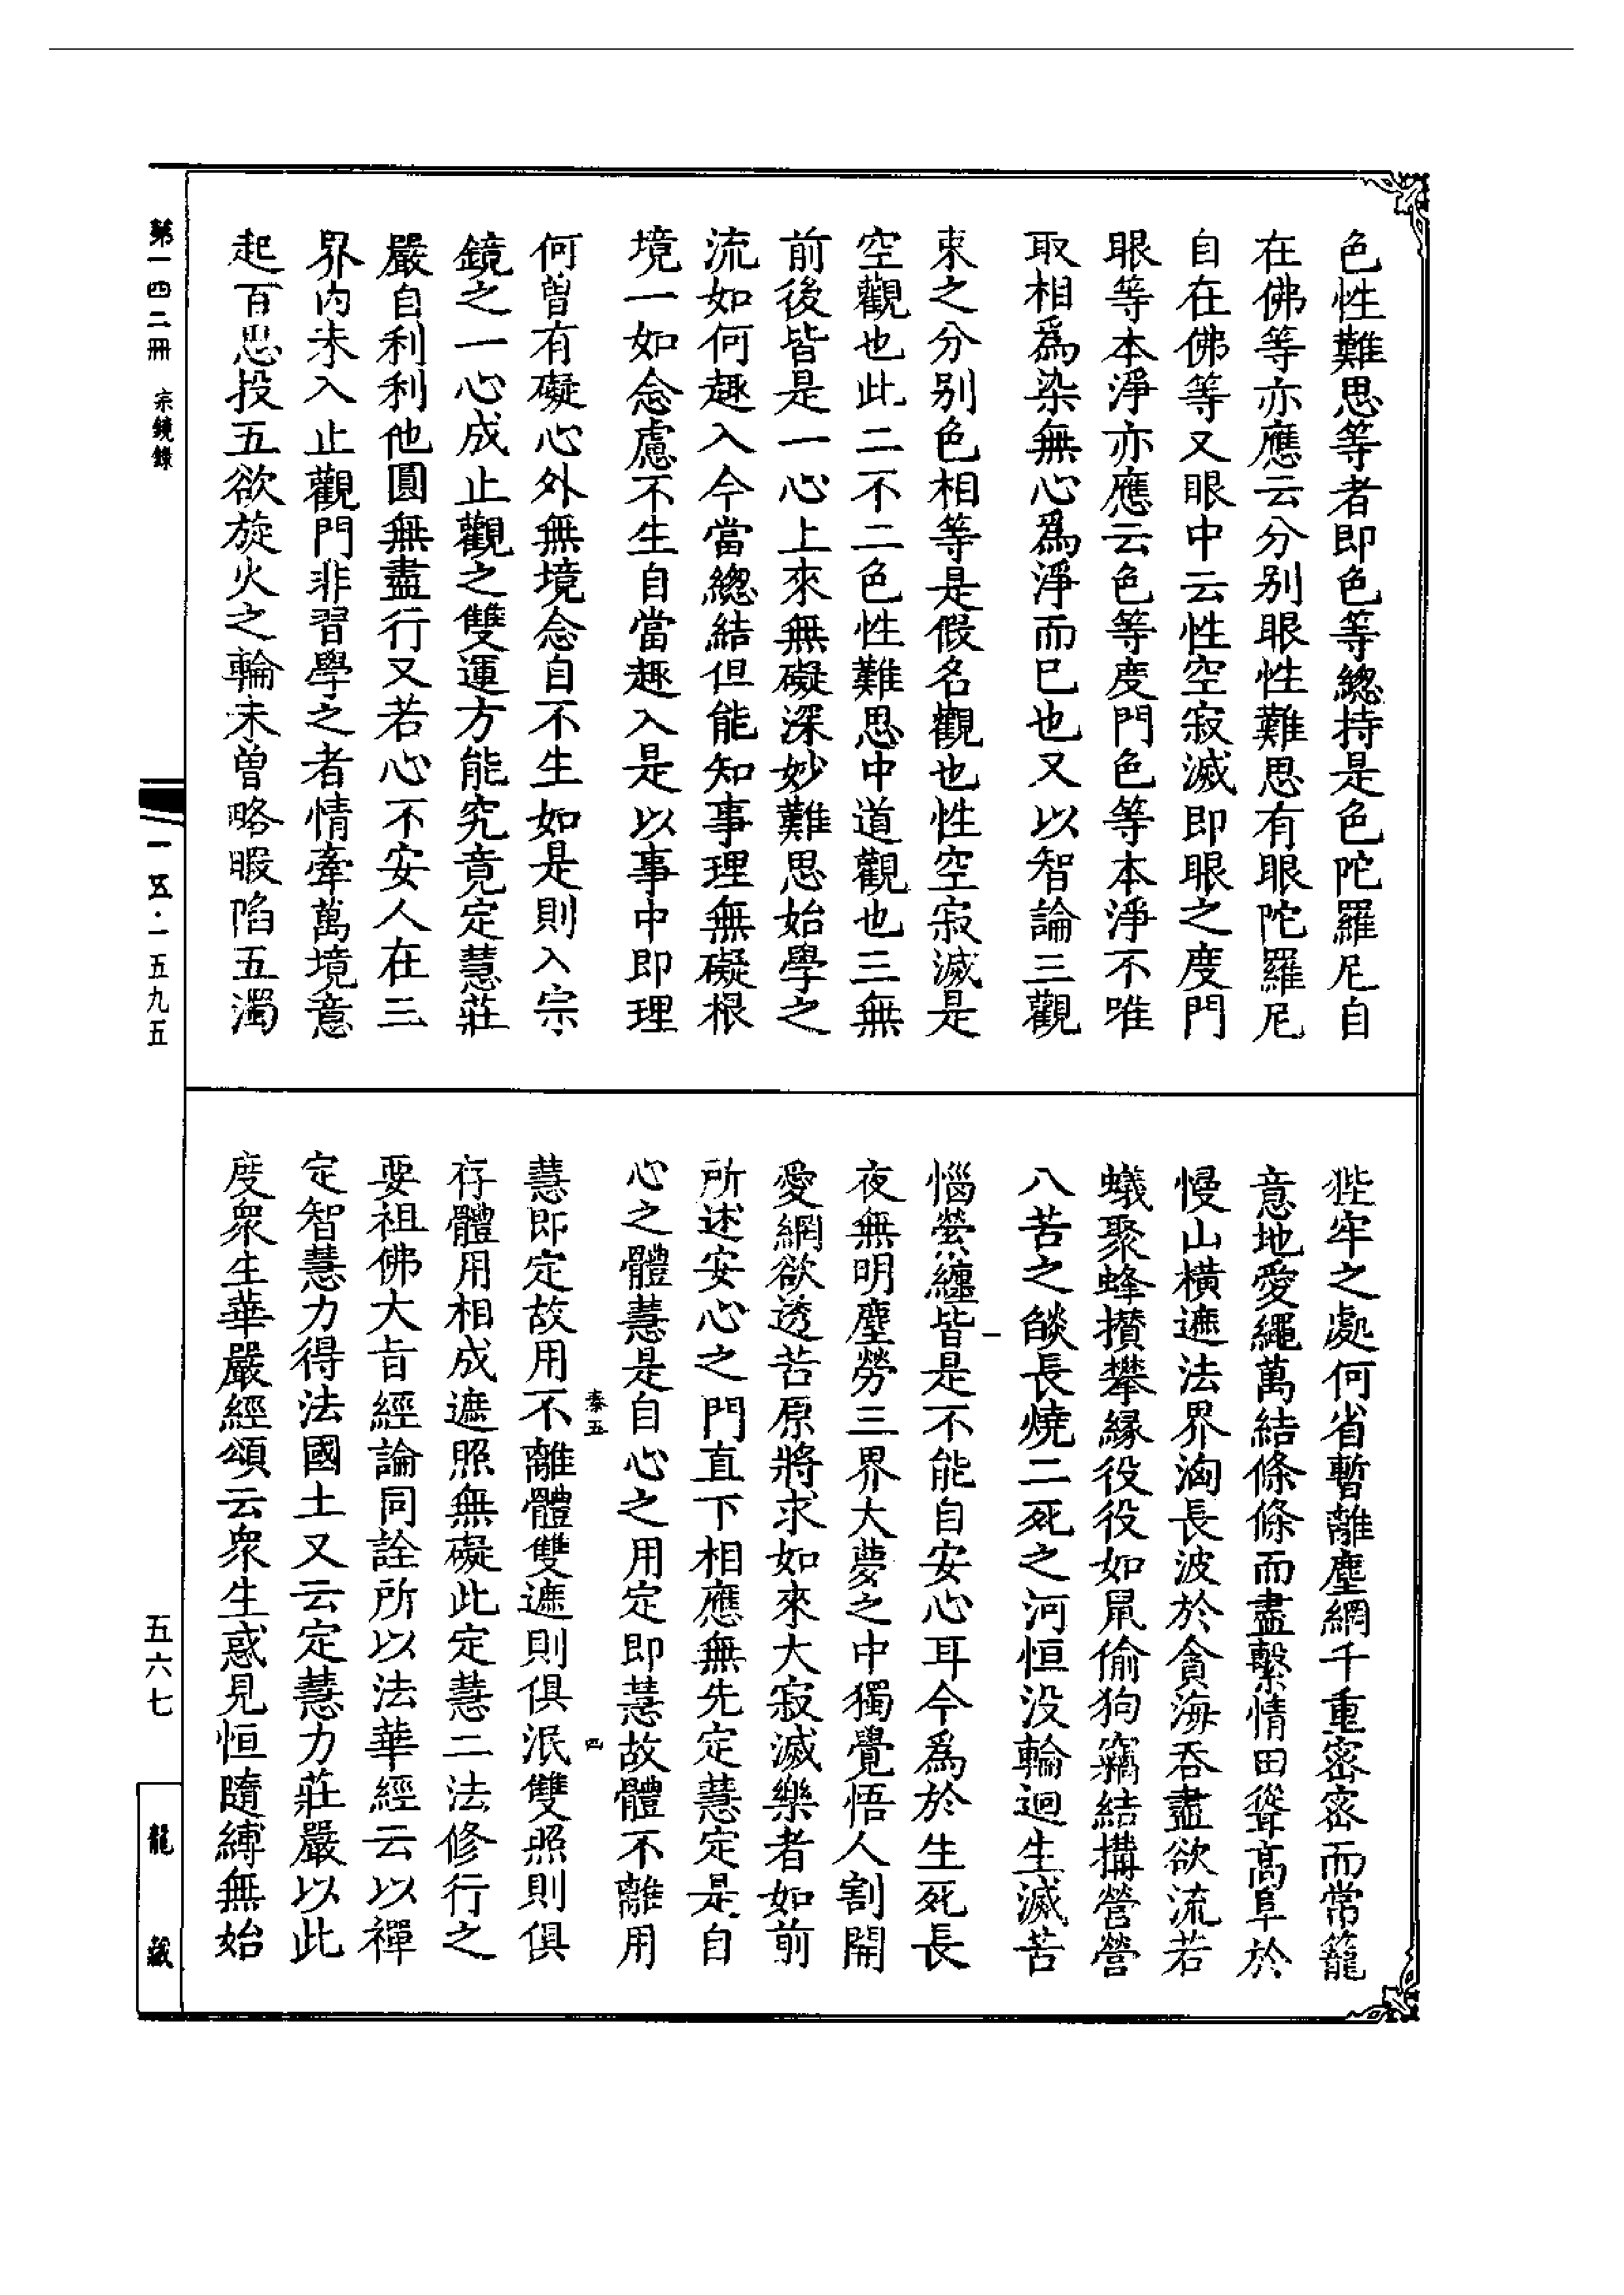 色性難思等者即色等總持是色陀羅尼自
在佛等亦應云分别眼性難思有眼陀羅尼
自在佛等又眼中云性空寂滅即眼之度門
眼等本淨亦應云色等度門色等本淨不唯
取相爲染無心爲淨而巳也又以智論三觀
束之分别色相等是假名觀也性空寂滅是
空觀也此二不二色性難思中道觀也三無
前後皆是一心上來無礙深妙難思始學之
流如何趣入今當總結但能知事理無礙根
境一如念慮不生自當趣入是以事中即理
何曽有礙心外無境念自不生如是則入宗
鏡之一心成止觀之雙運方能究竟定慧莊
嚴自利利他圓無盡行又若心不安人在三
界內未入止觀門非習學之者情牽萬境意
起百思投五欲旋火之輪未曽略暇陷五濁
狴牢之處何省暫離塵網千重密密而常籠
意地愛繩萬結條條而盡繫情田聳高阜於
慢山橫遮法界洶長波於貪海吞盡欲流若
蟻聚蜂攅攀緣役役如鼠偷狗竊結搆營營
八苦之燄長燒二死之河恒没輪迴生滅苦
惱縈纏皆是不能自安心耳今爲於生死長
夜無明塵勞三界大夢之中獨覺悟人割開
愛網欲透苦原將求如來大寂滅樂者如前
所述安心之門直下相應無先定慧定是自
心之體慧是自心之用定即慧故體不離用
慧即定故用不離體雙遮則俱泯雙照則俱
存體用相成遮照無礙此定慧二法修行之
要祖佛大旨經論同詮所以法華經云以禪
定智慧力得法國土又云定慧力莊嚴以此
度衆生華嚴經頌云衆生惑見恒隨縛無始
一
秦五
四
第一四二冊 宗鏡錄
一五·一五九五
五六七
龍藏